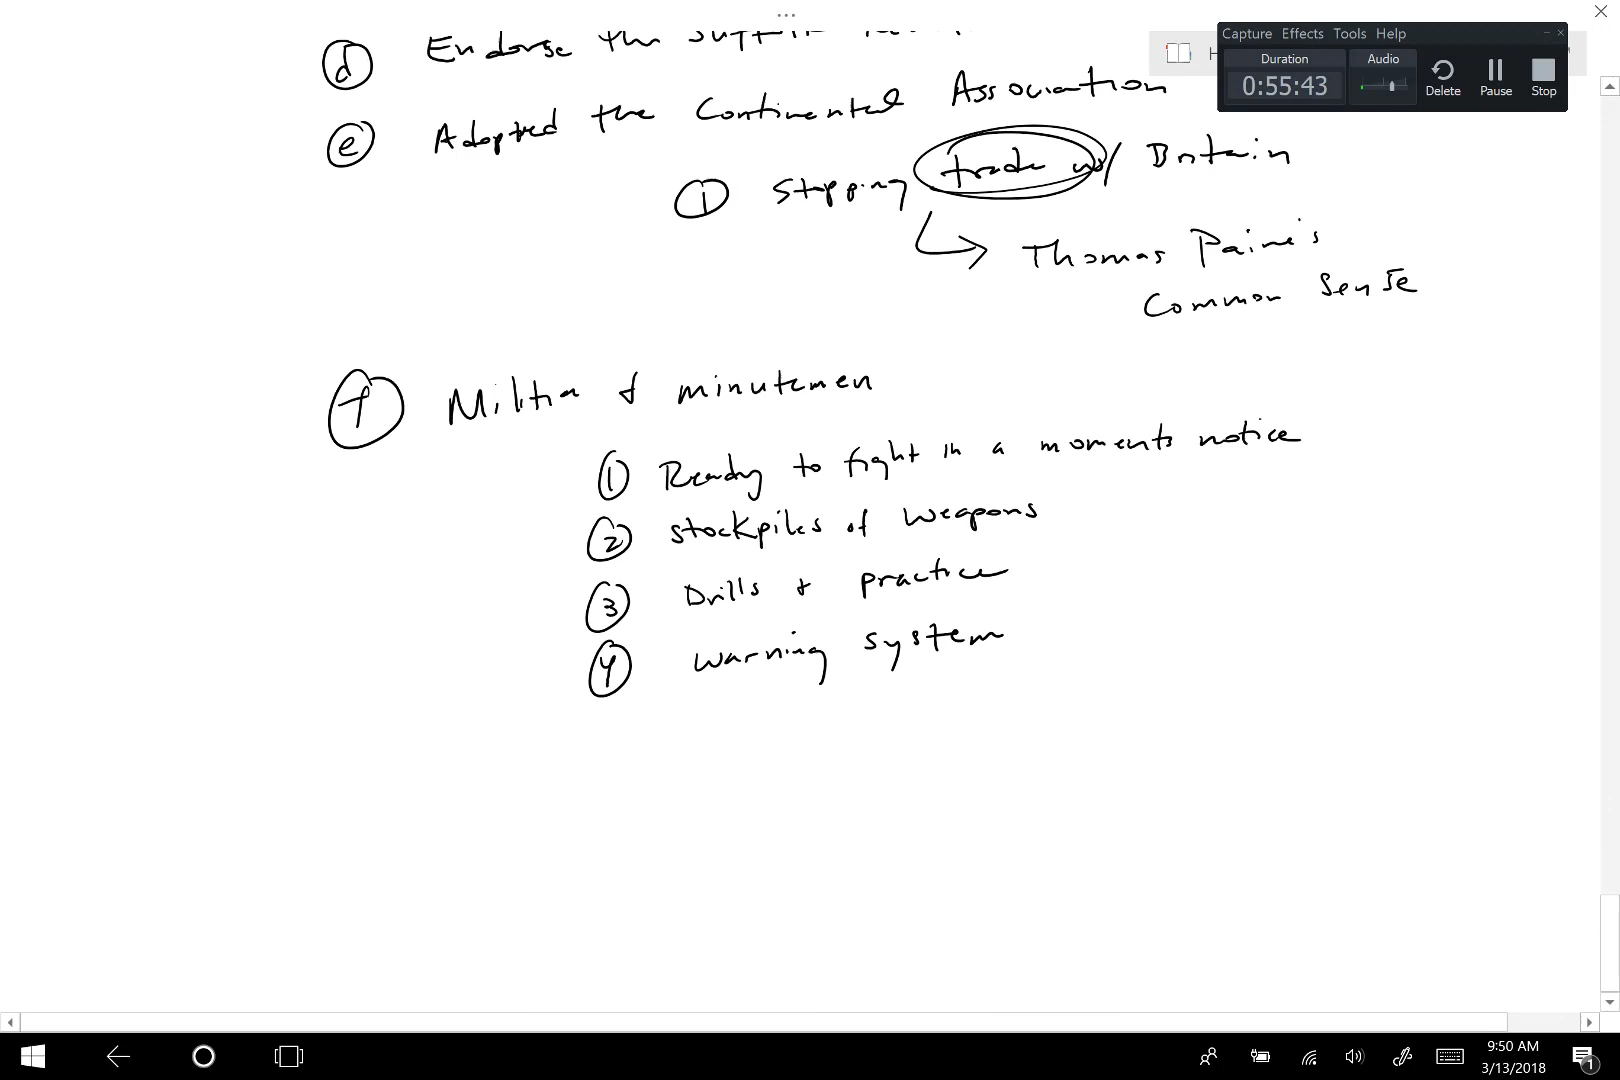 d Endorse the Suffolk
Capture Effects Tools Help
Duration Audio
0:55:43 Delete Pause Stop
e Adopted the Continental Association
1 Stopping trade w/ Britain
Thomas Paine's
Common Sense
f Militia & minutemen
1 Ready to fight in a moments notice
2 Stockpiles of weapons
3 Drills & practice
4 Warning system
9:50 AM
3/13/2018
1